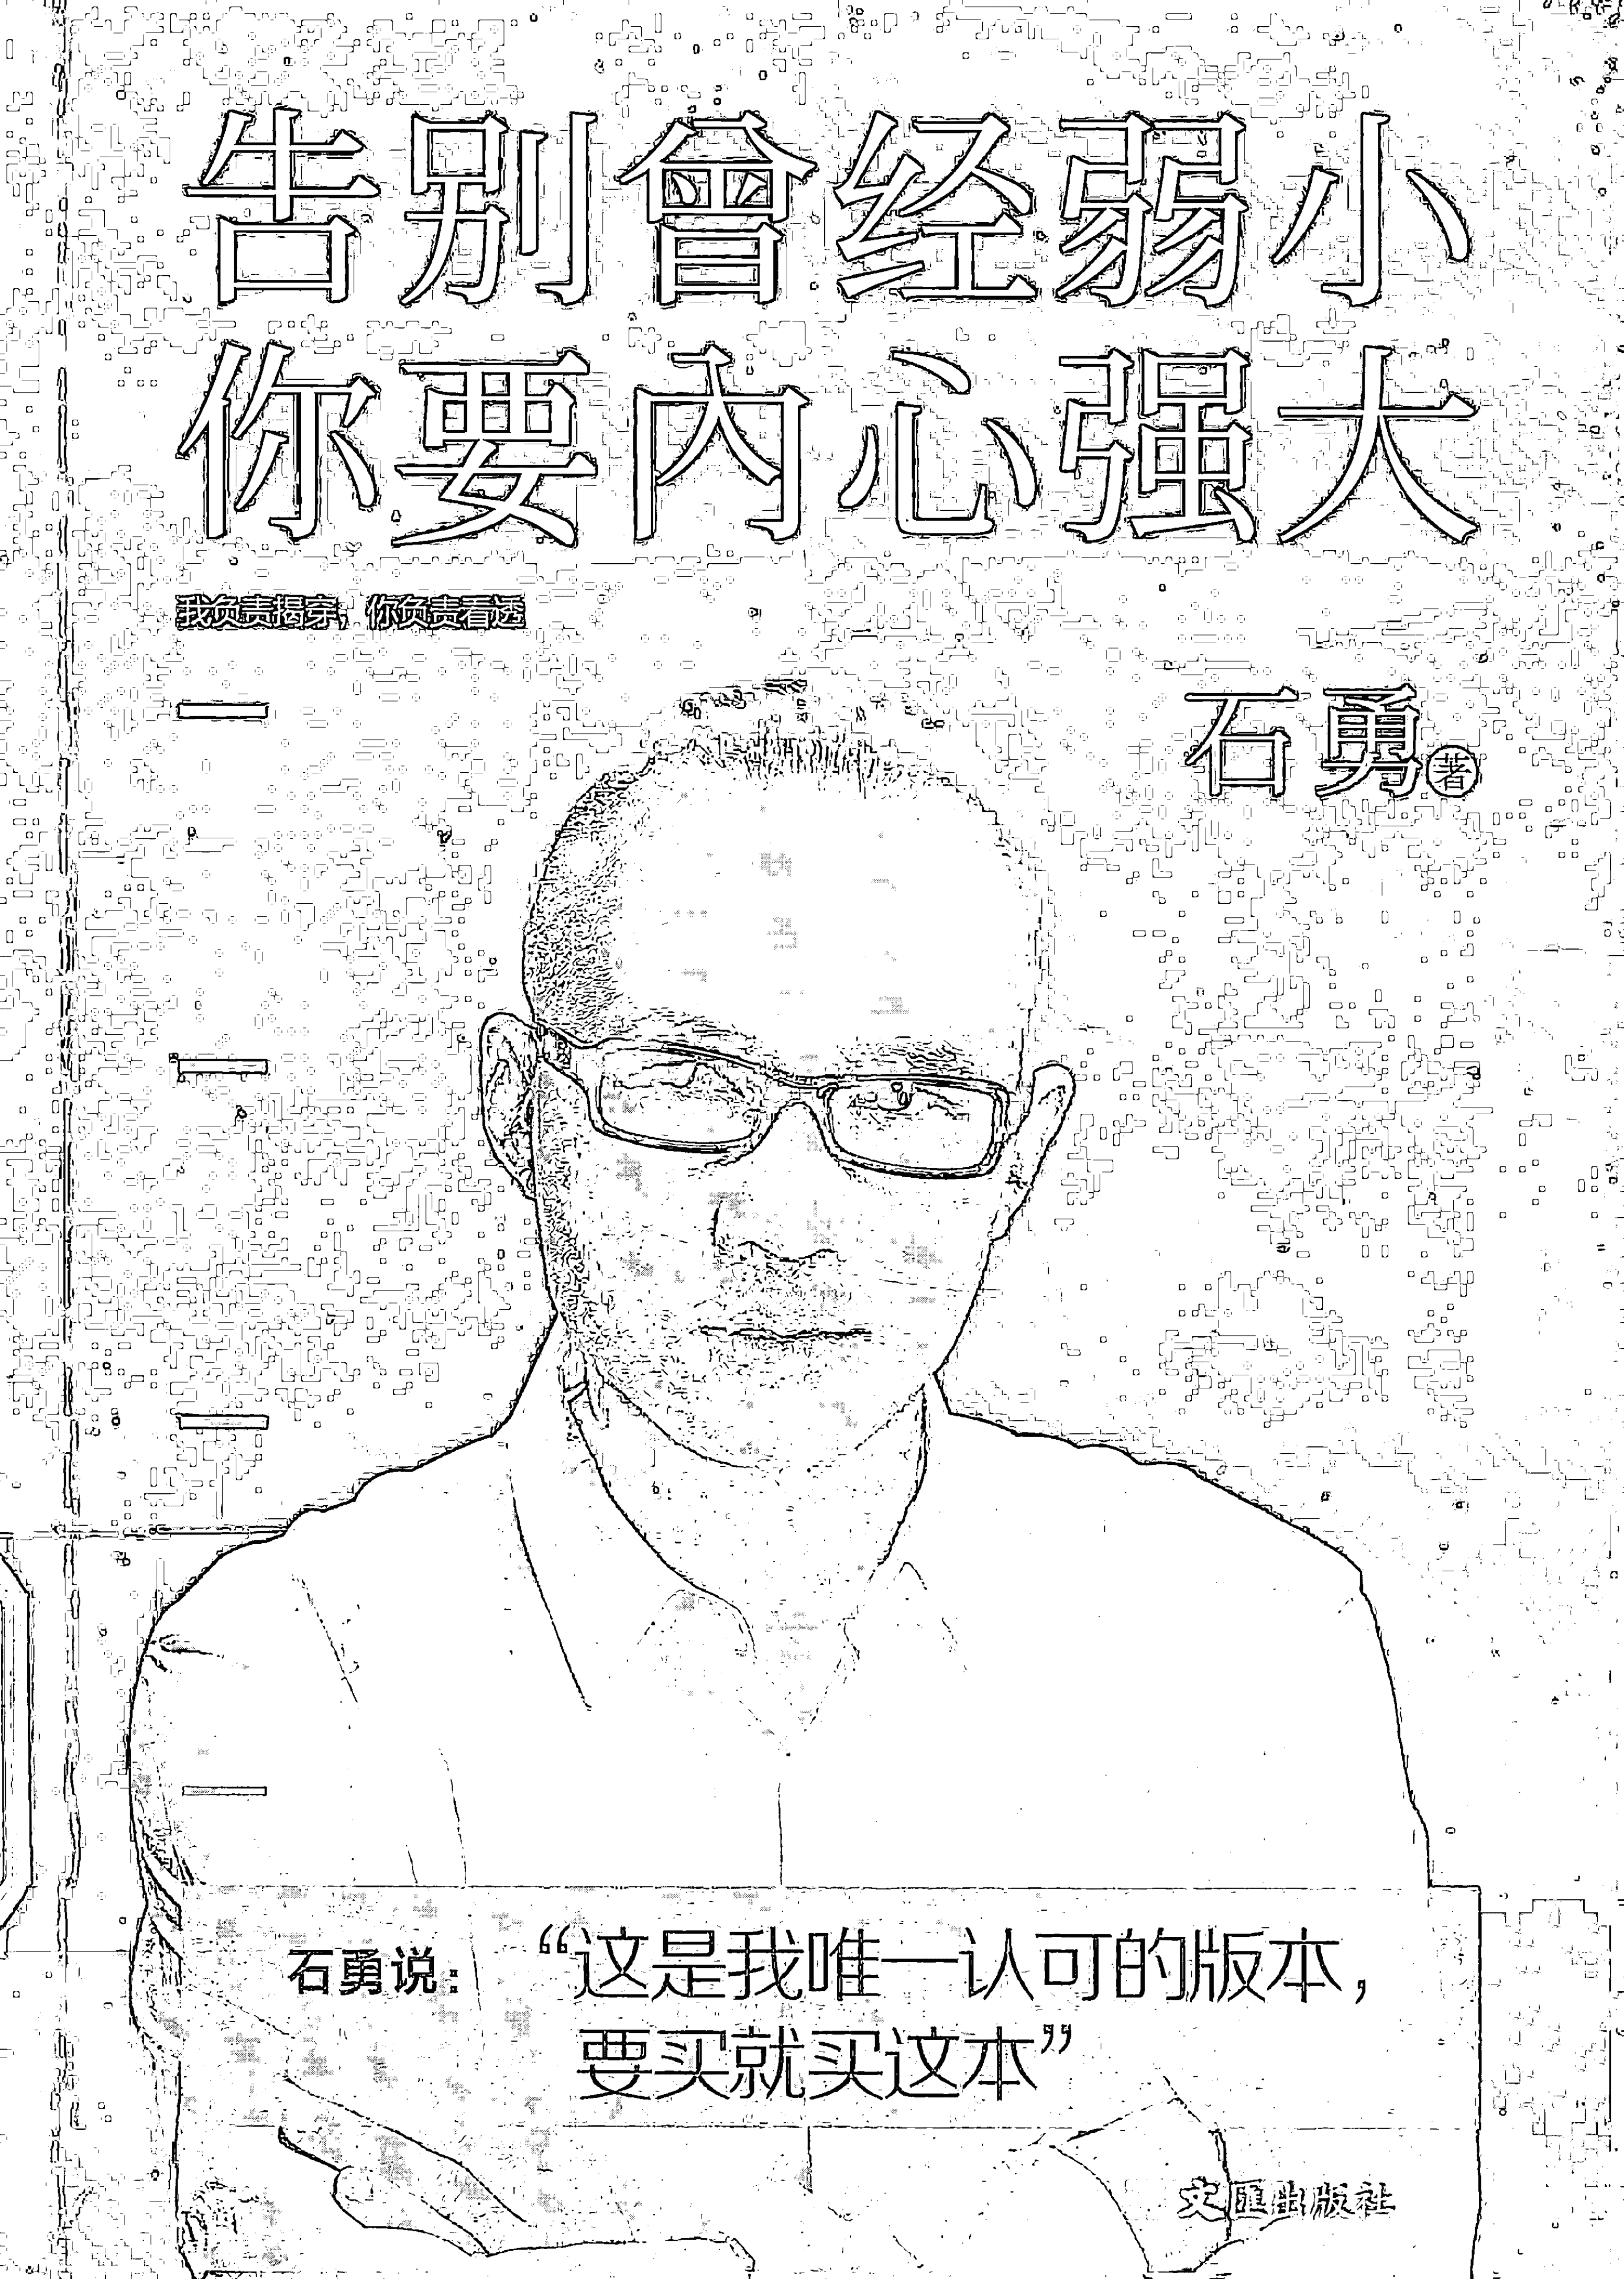 告别曾经弱小
你要内心强大
我负责揭穿，你负责看透
石勇著
石勇说：“这是我唯一认可的版本，
要买就买这本”
文匯出版社